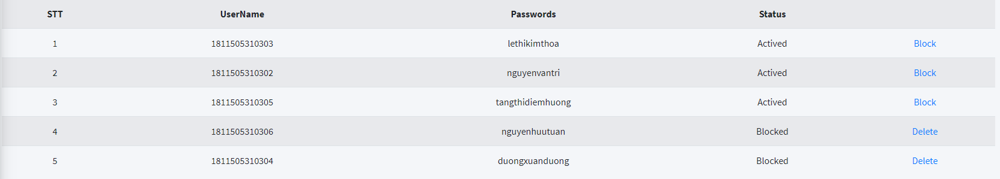 STT UserName Passwords Status
1 1811505310303 lethikimthoa Actived Block
2 1811505310302 nguyenvantri Actived Block
3 1811505310305 tangthidiemhuong Actived Block
4 1811505310306 nguyenhuutuan Blocked Delete
5 1811505310304 duongxuanduong Blocked Delete